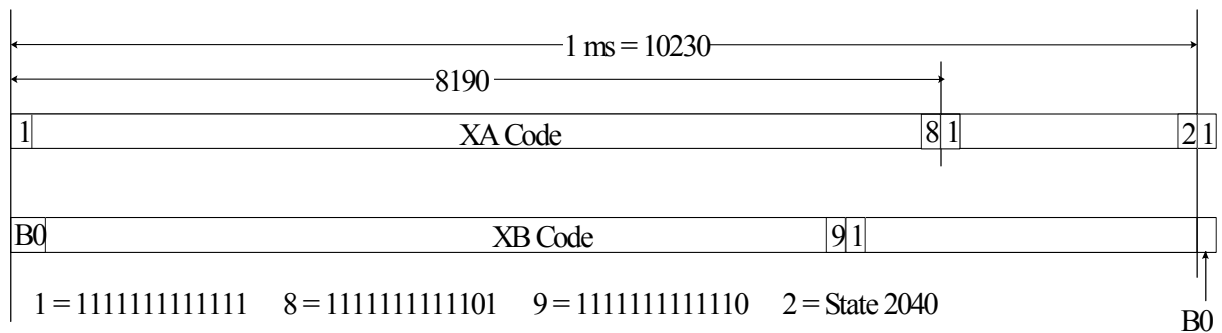 1 ms = 10230
8190
1 XA Code 8 1 2 1
B0 XB Code 9 1
1 = 1111111111111 8 = 1111111111101 9 = 1111111111110 2 = State 2040
B0